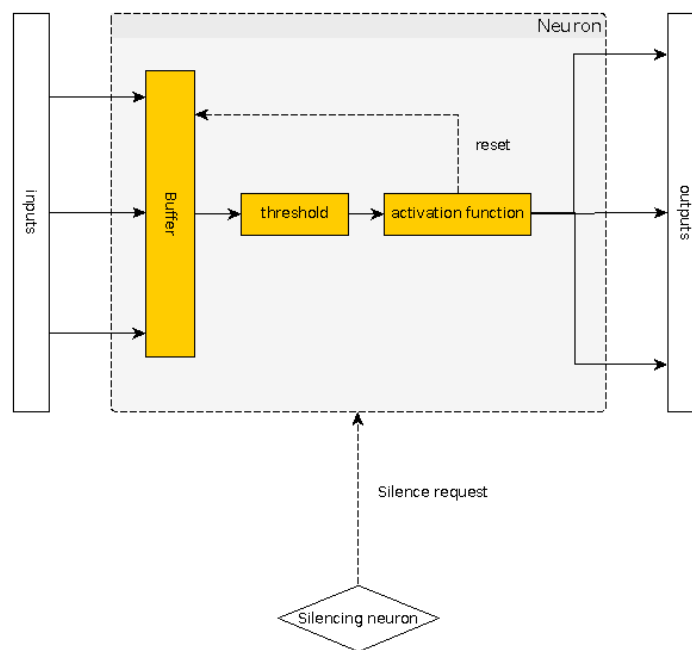 Neuron
inputs
Buffer
reset
threshold
activation function
outputs
Silence request
Silencing neuron